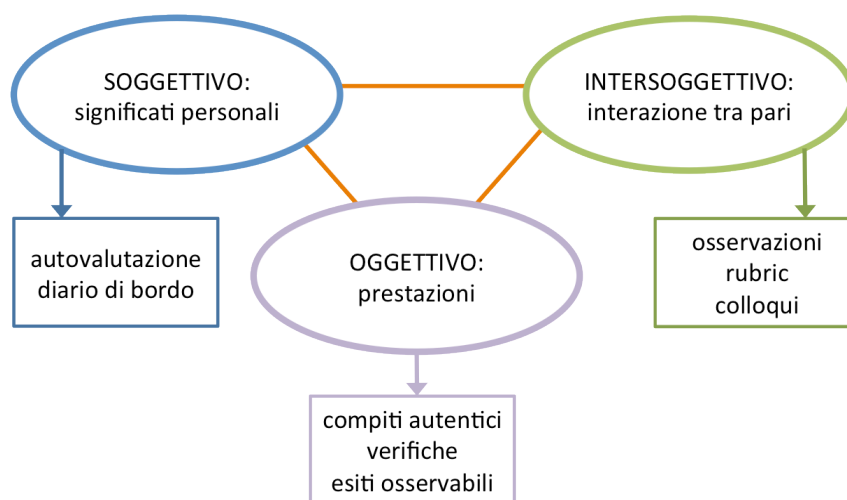 SOGGETTIVO:
significati personali
INTERSOGGETTIVO:
interazione tra pari
autovalutazione
diario di bordo
OGGETTIVO:
prestazioni
osservazioni
rubric
colloqui
compiti autentici
verifiche
esiti osservabili